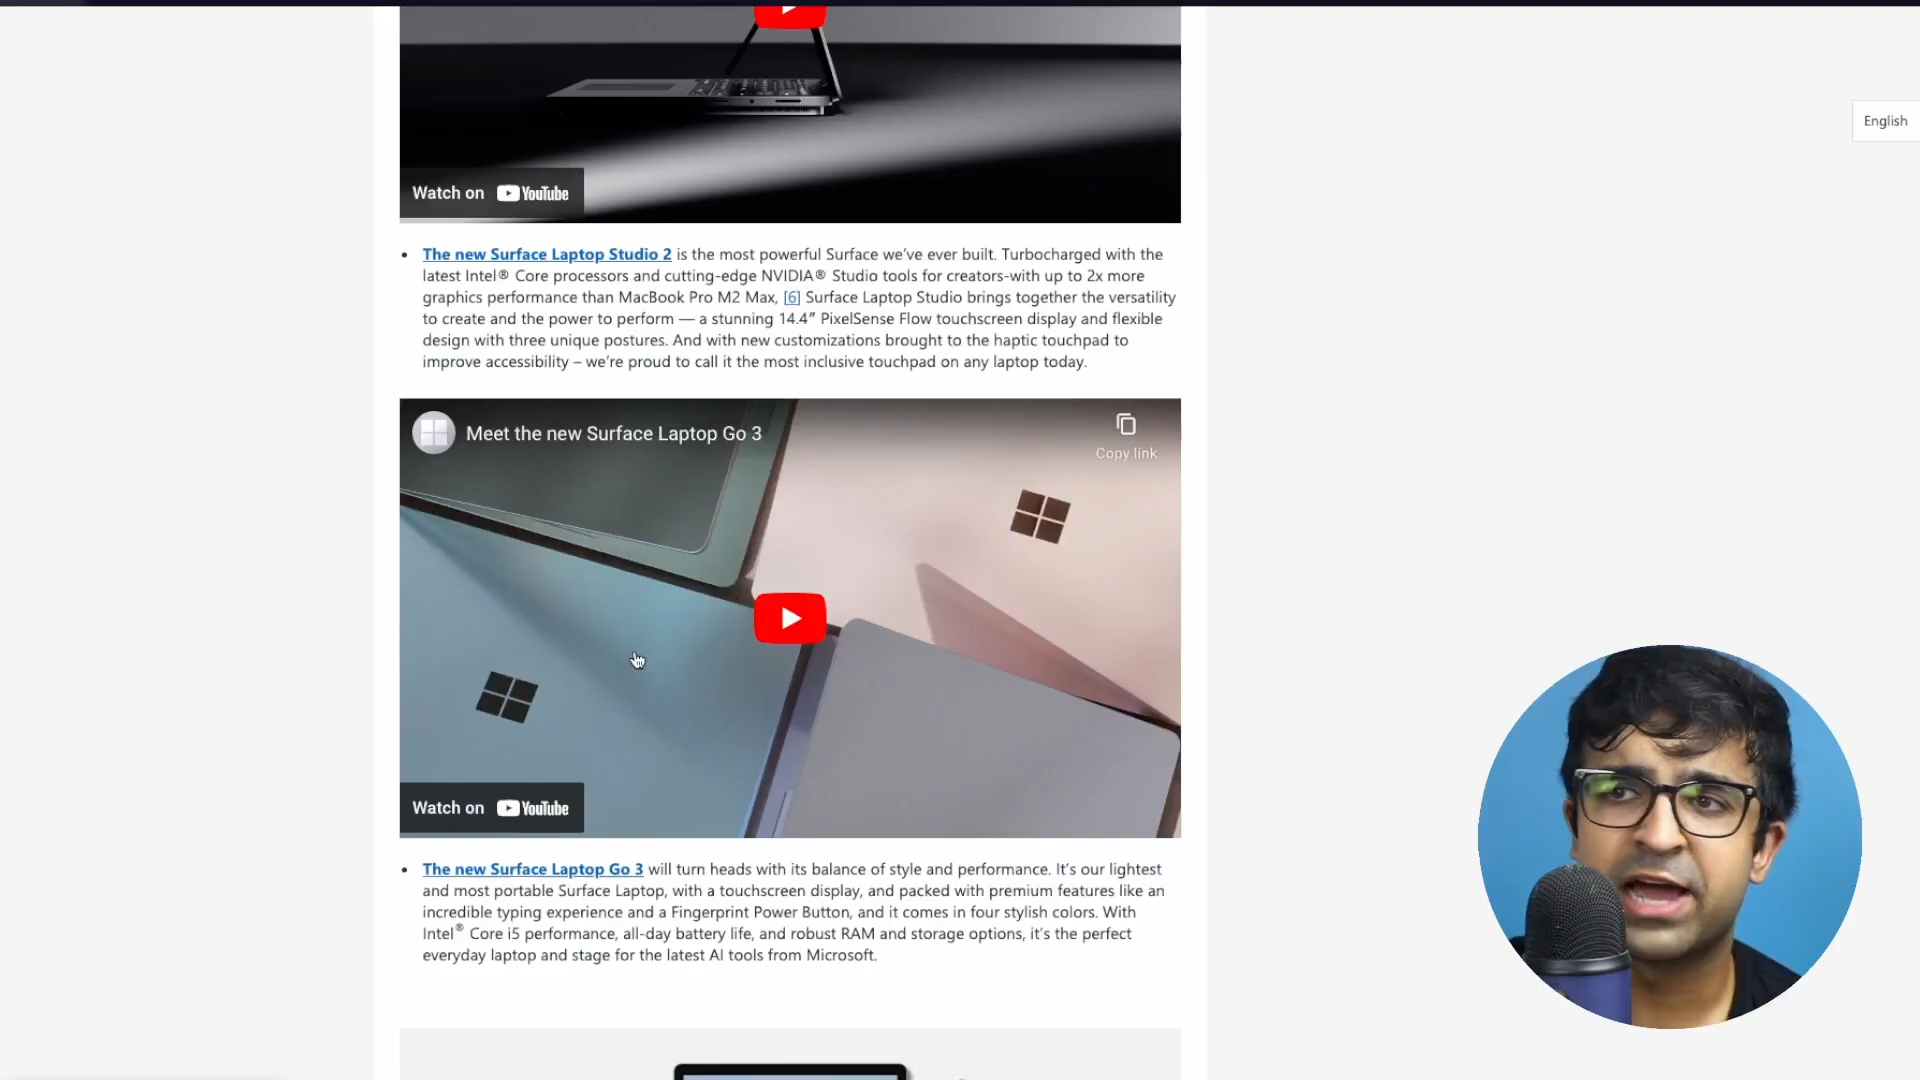 English
Watch on YouTube
• The new Surface Laptop Studio 2 is the most powerful Surface we’ve ever built. Turbocharged with the
latest Intel® Core processors and cutting-edge NVIDIA® Studio tools for creators-with up to 2x more
graphics performance than MacBook Pro M2 Max, [6] Surface Laptop Studio brings together the versatility
to create and the power to perform — a stunning 14.4” PixelSense Flow touchscreen display and flexible
design with three unique postures. And with new customizations brought to the haptic touchpad to
improve accessibility – we’re proud to call it the most inclusive touchpad on any laptop today.
Meet the new Surface Laptop Go 3
Copy link
Watch on YouTube
• The new Surface Laptop Go 3 will turn heads with its balance of style and performance. It’s our lightest
and most portable Surface Laptop, with a touchscreen display, and packed with premium features like an
incredible typing experience and a Fingerprint Power Button, and it comes in four stylish colors. With
Intel® Core i5 performance, all-day battery life, and robust RAM and storage options, it’s the perfect
everyday laptop and stage for the latest AI tools from Microsoft.